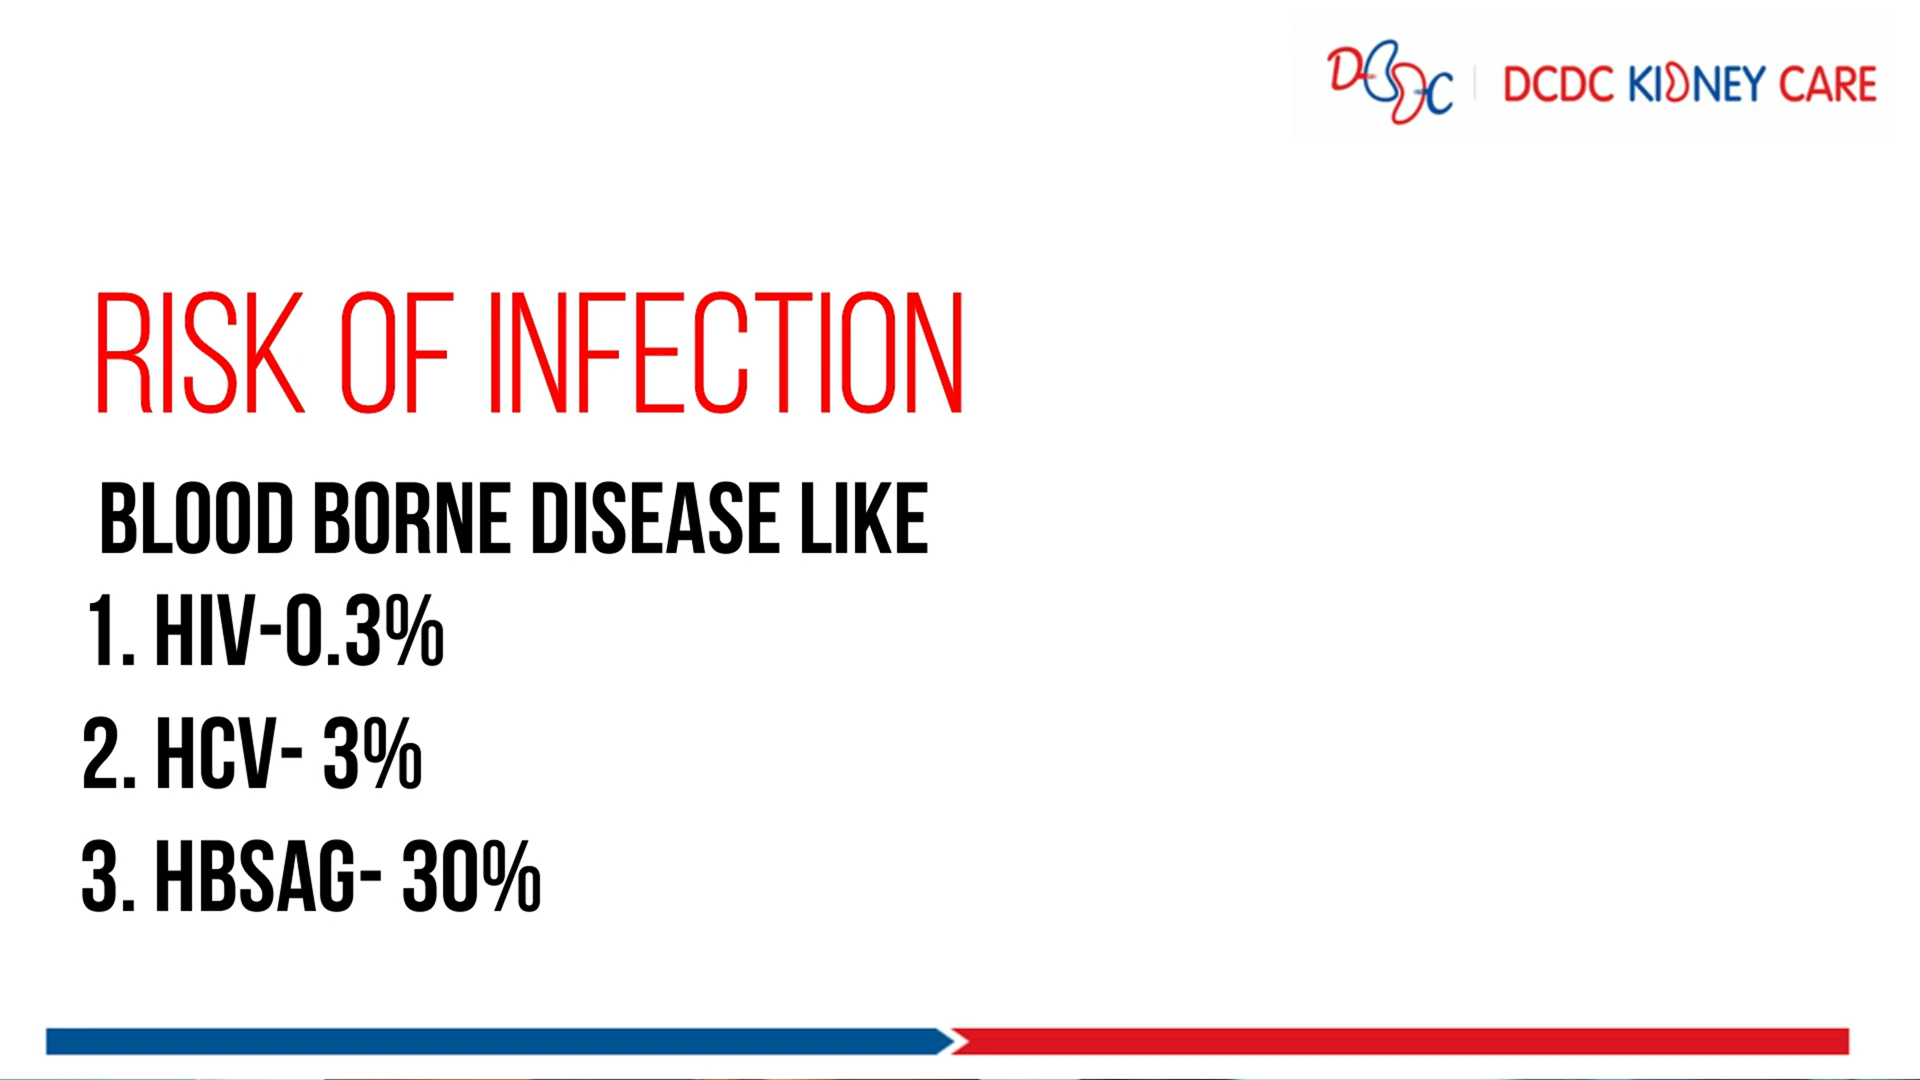 DCDC | DCDC KIDNEY CARE
RISK OF INFECTION
BLOOD BORNE DISEASE LIKE
1. HIV-0.3%
2. HCV- 3%
3. HBSAG- 30%